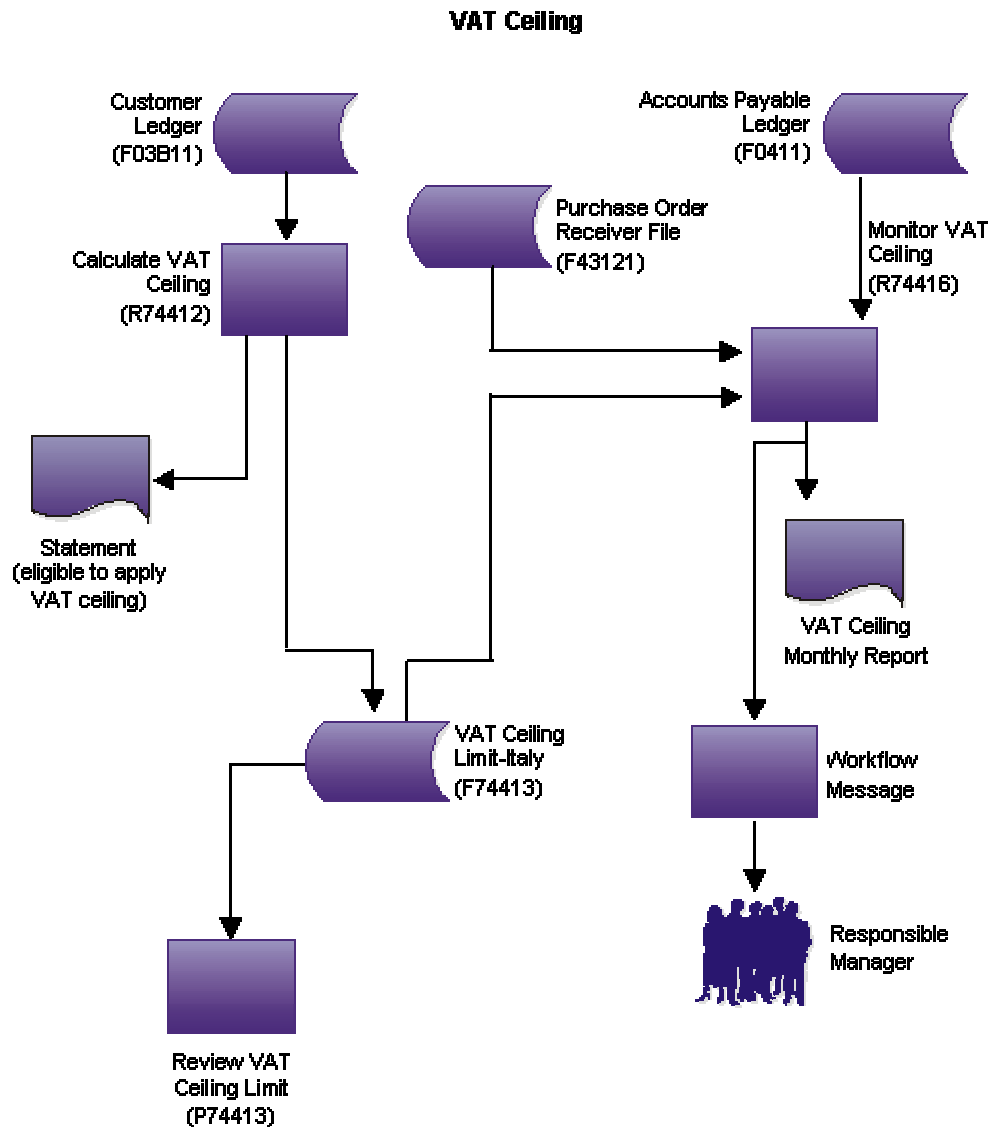 VAT Ceiling
Customer
Ledger
(F03B11)
Accounts Payable
Ledger
(F0411)
Purchase Order
Receiver File
(F43121)
Monitor VAT
Ceiling
(R74416)
Calculate VAT
Ceiling
(R74412)
Statement
(eligible to apply
VAT ceiling)
VAT Ceiling
Monthly Report
VAT Ceiling
Limit-Italy
(F74413)
Workflow
Message
Responsible
Manager
Review VAT
Ceiling Limit
(P74413)